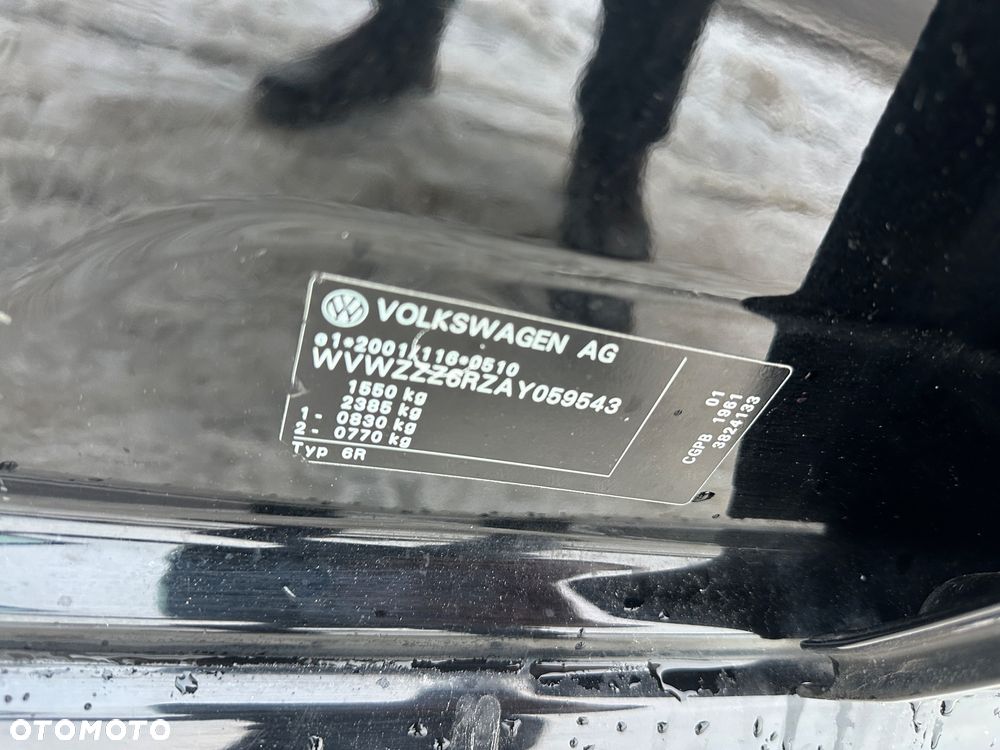 VOLKSWAGEN AG
e1*2001/116*0510
WVWZZZ6RZAY059543
1550 kg
2385 kg
1- 0830 kg
2- 0770 kg
Typ 6R
01
CGPB 1961
3824133
OTOMOTO